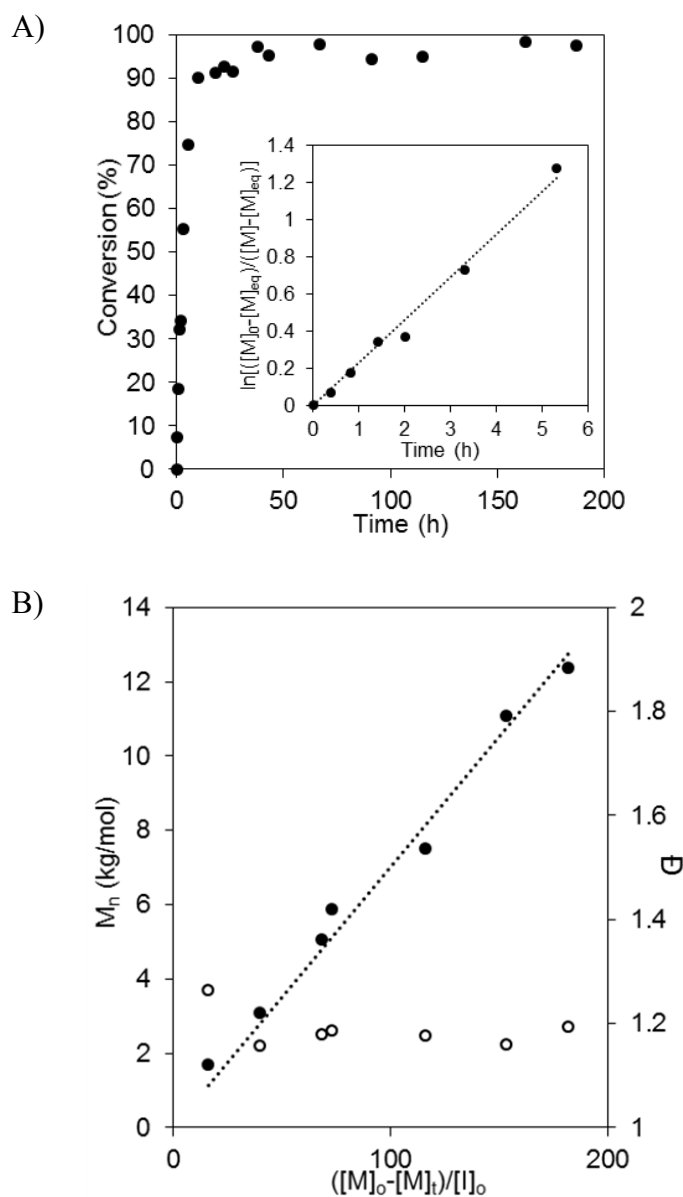 A)
100
90
80
70
60
50
40
30
20
10
0
Conversion (%)
0 50 100 150 200
Time (h)
1.4
1.2
1
0.8
0.6
0.4
0.2
0
ln[([M]0-[M]eq)/([M]-[M]eq)]
0 1 2 3 4 5 6
Time (h)
B)
14
12
10
8
6
4
2
0
Mn (kg/mol)
2
1.8
1.6
1.4
1.2
1
Đ
0 100 200
([M]o-[M]t)/[I]o